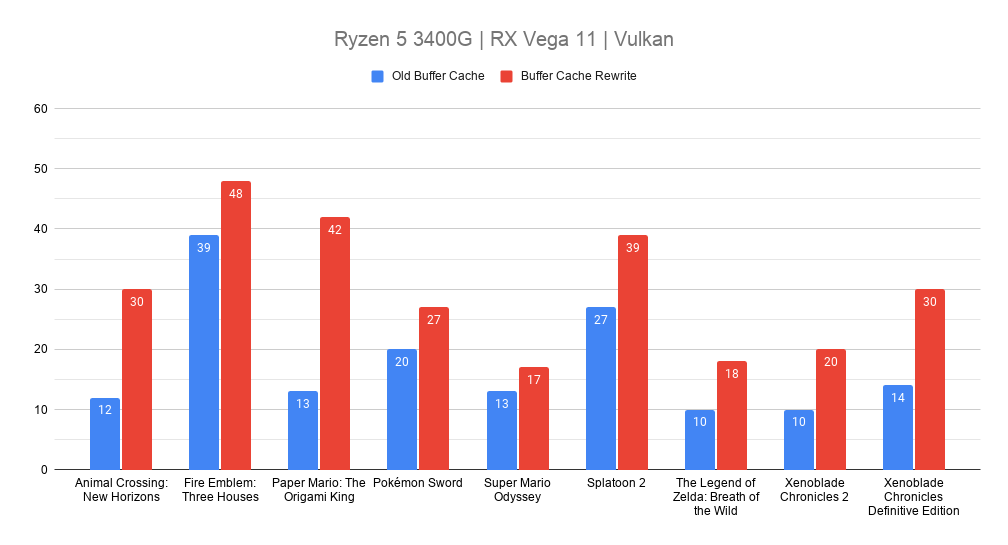 Ryzen 5 3400G | RX Vega 11 | Vulkan
Old Buffer Cache
Buffer Cache Rewrite
60
50
40
30
20
10
0
12
30
39
48
13
42
20
27
13
17
27
39
10
18
10
20
14
30
Animal Crossing:
New Horizons
Fire Emblem:
Three Houses
Paper Mario: The
Origami King
Pokémon Sword
Super Mario
Odyssey
Splatoon 2
The Legend of
Zelda: Breath of
the Wild
Xenoblade
Chronicles 2
Xenoblade
Chronicles
Definitive Edition